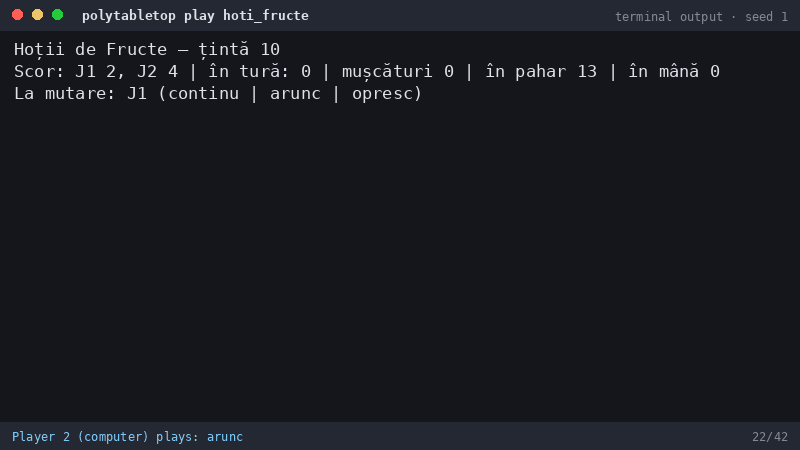 polytabletop play hoti_fructe
terminal output · seed 1
Hoții de Fructe — țintă 10
Scor: J1 2, J2 4 | în tură: 0 | mușcături 0 | în pahar 13 | în mână 0
La mutare: J1 (continu | arunc | opresc)
Player 2 (computer) plays: arunc
22/42